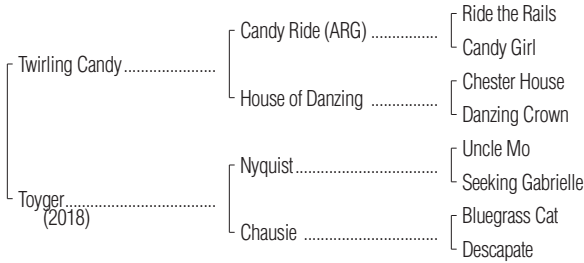 Ride the Rails
Candy Ride (ARG) ................
Candy Girl
Twirling Candy ......................
Chester House
House of Danzing ................
Danzing Crown
Uncle Mo
Nyquist..................................
Seeking Gabrielle
Toyger....................................
(2018)
Bluegrass Cat
Chausie ................................
Descapate